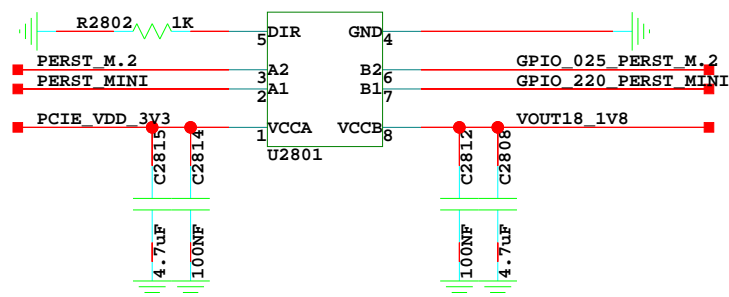 R2802 1K
5 DIR GND 4
PERST_M.2 3 A2 B2 6 GPIO_025_PERST_M.2
PERST_MINI 2 A1 B1 7 GPIO_220_PERST_MINI
PCIE_VDD_3V3 1 VCCA VCCB 8 VOUT18_1V8
U2801
C2815
C2814
C2812
C2808
4.7uF
100NF
100NF
4.7uF